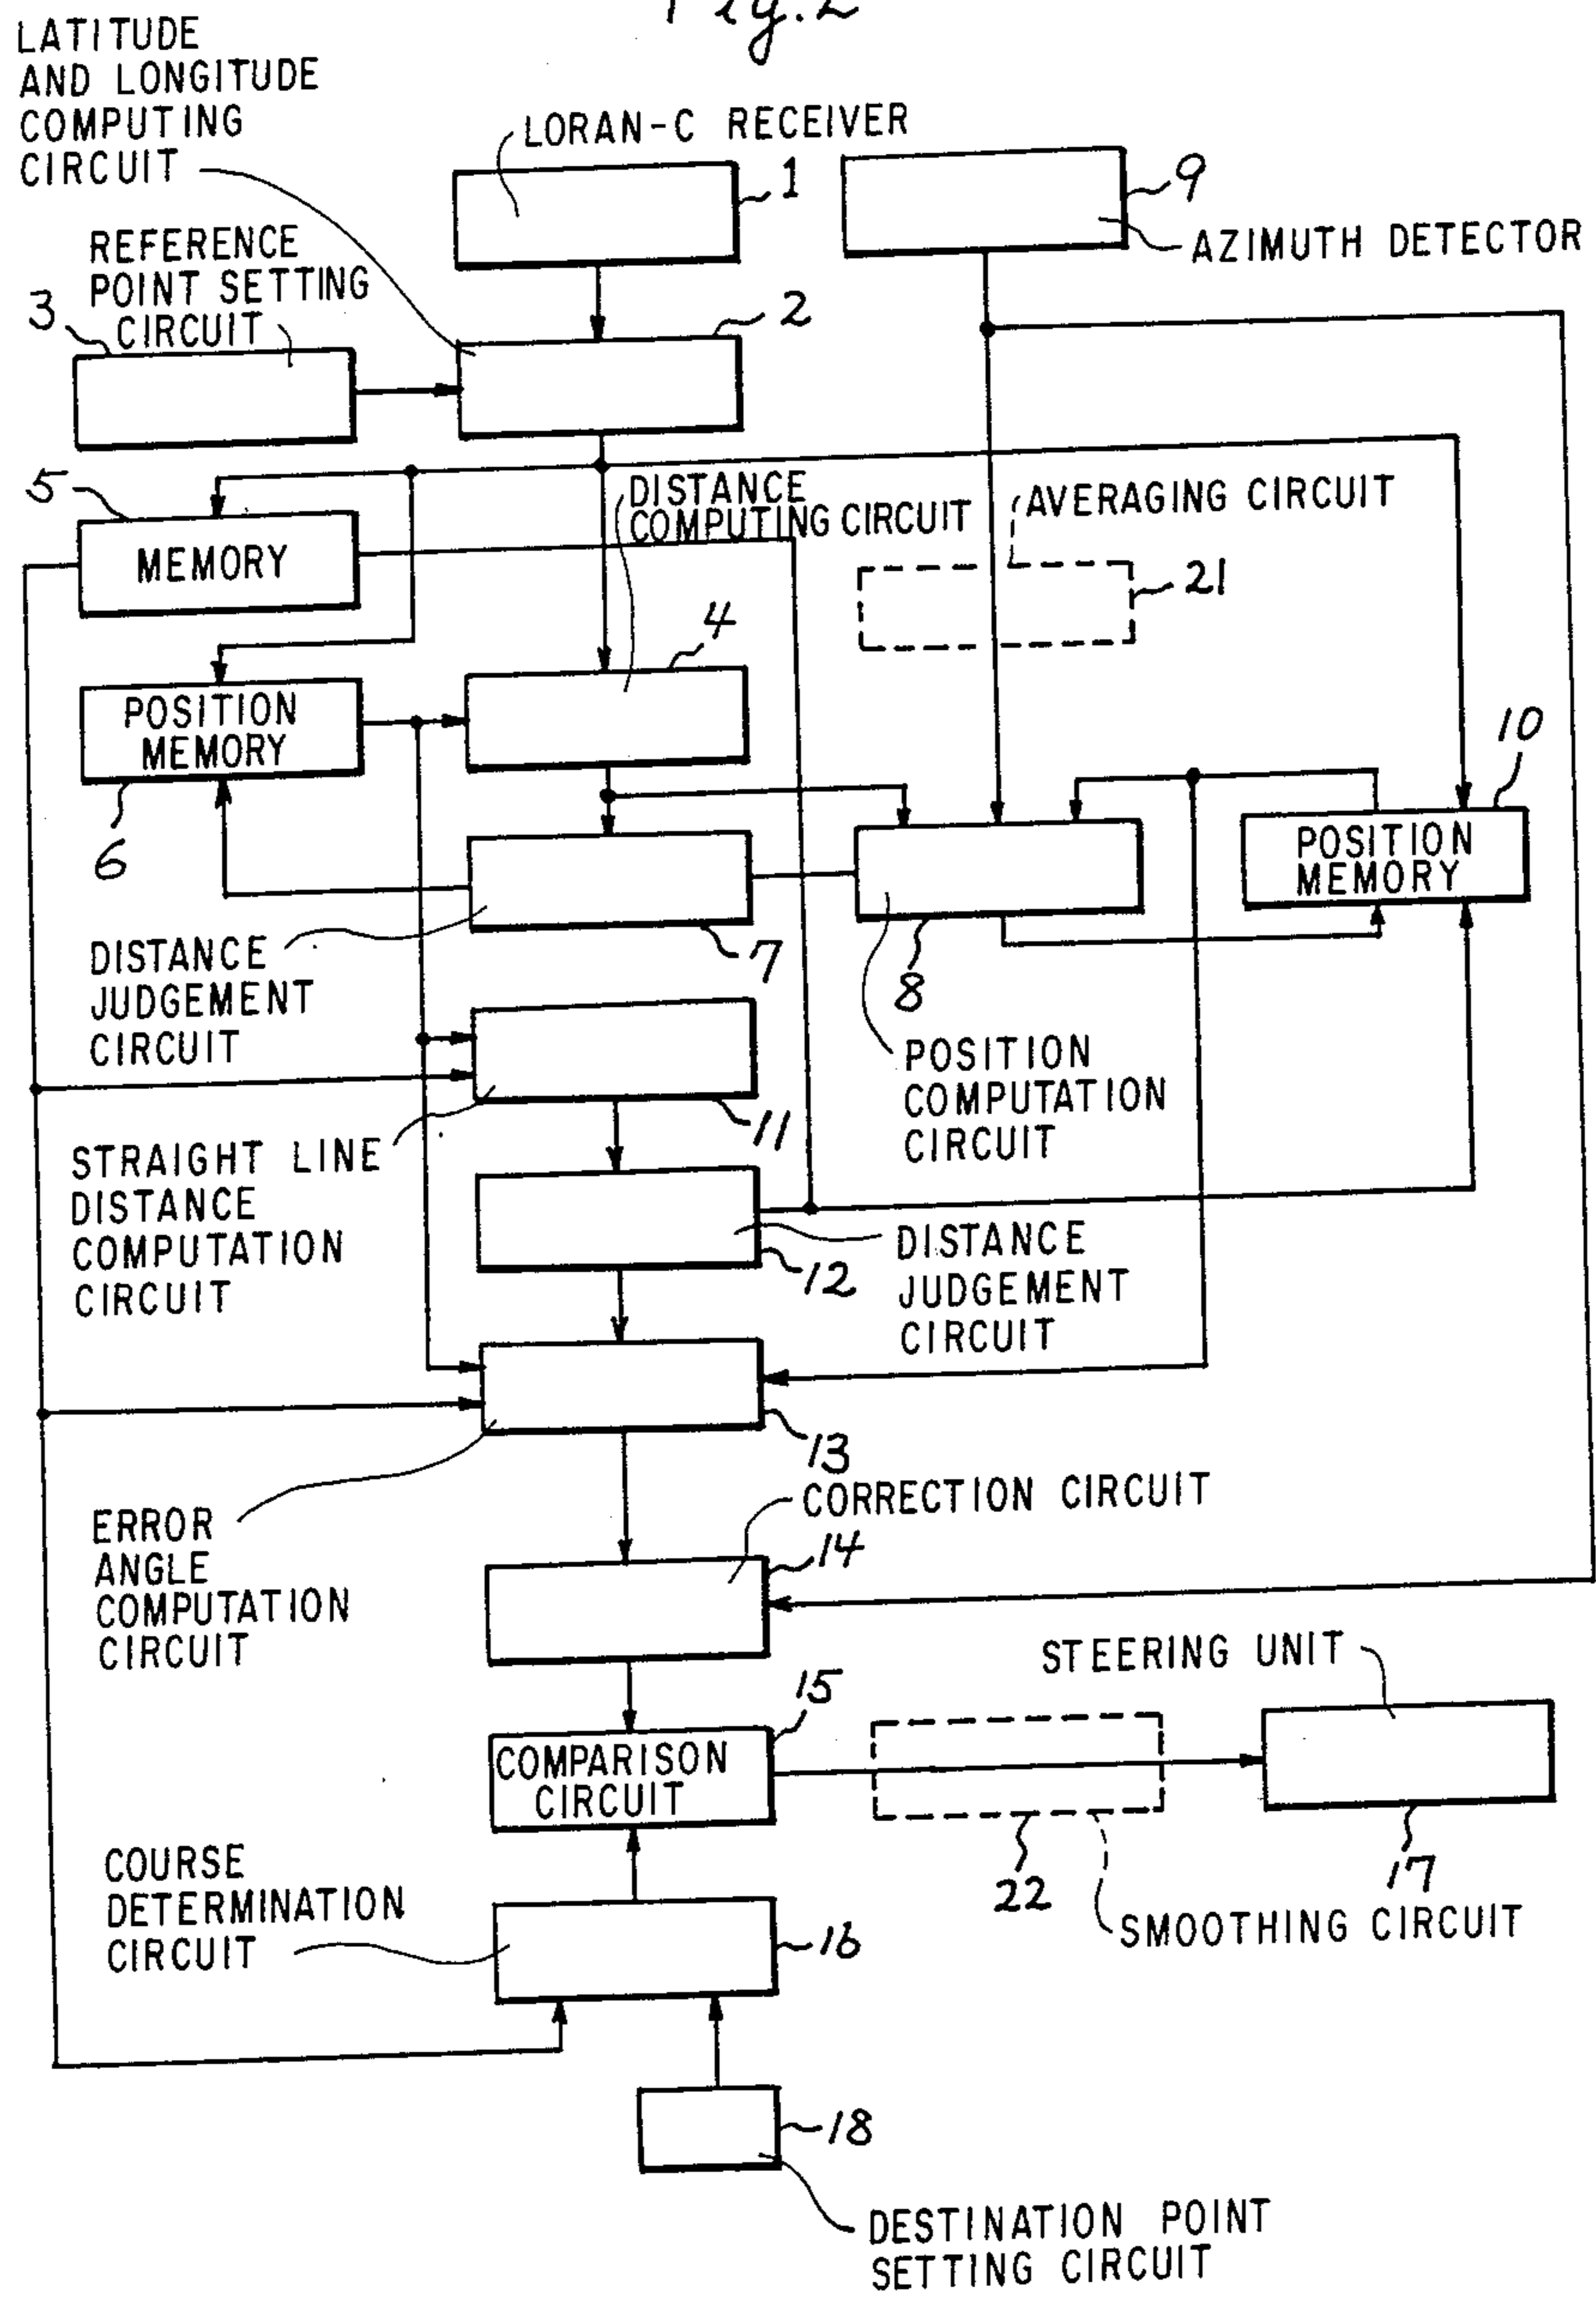 Fig. 2
LATITUDE
AND LONGITUDE
COMPUTING
CIRCUIT
LORAN-C RECEIVER
1
9
AZIMUTH DETECTOR
REFERENCE
POINT SETTING
CIRCUIT
3
2
5
MEMORY
DISTANCE
COMPUTING CIRCUIT
AVERAGING CIRCUIT
21
4
POSITION
MEMORY
6
10
POSITION
MEMORY
DISTANCE
JUDGEMENT
CIRCUIT
7
8
POSITION
COMPUTATION
CIRCUIT
11
STRAIGHT LINE
DISTANCE
COMPUTATION
CIRCUIT
12
DISTANCE
JUDGEMENT
CIRCUIT
13
ERROR
ANGLE
COMPUTATION
CIRCUIT
CORRECTION CIRCUIT
14
STEERING UNIT
15
COMPARISON
CIRCUIT
22
17
SMOOTHING CIRCUIT
COURSE
DETERMINATION
CIRCUIT
16
18
DESTINATION POINT
SETTING CIRCUIT